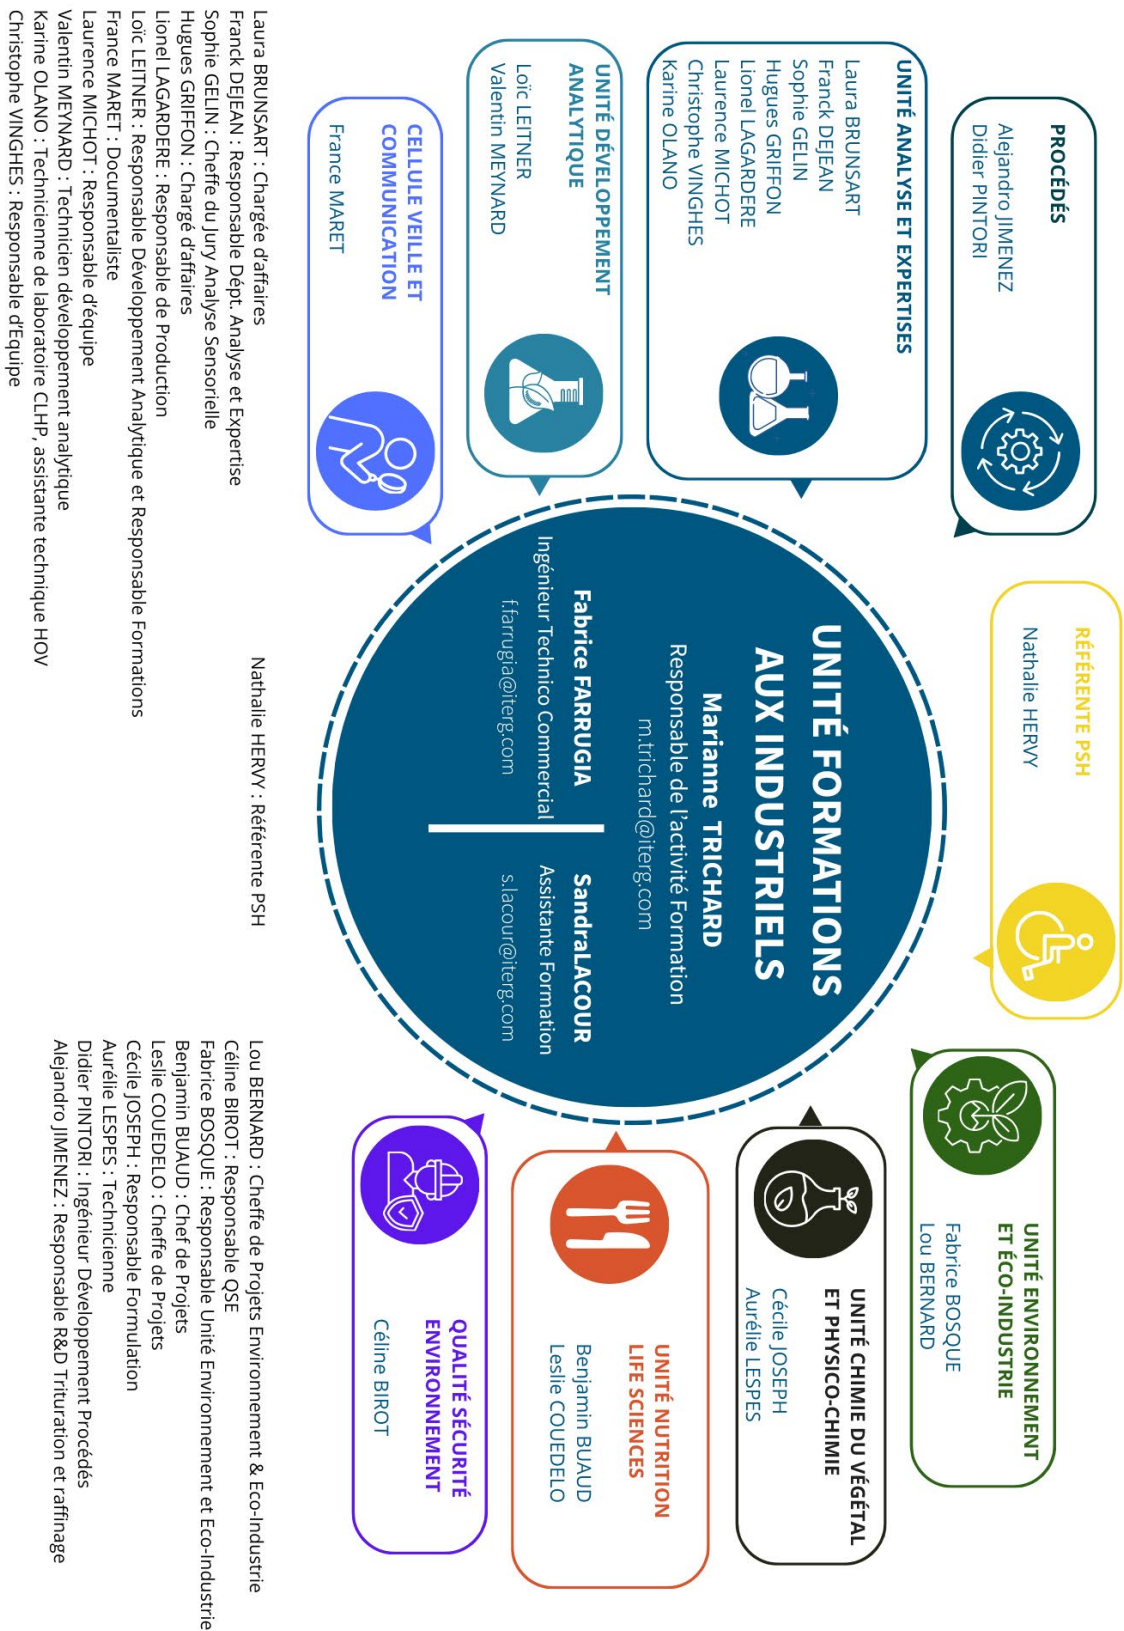 PROCÉDÉS
Alejandro JIMENEZ
Didier PINTORI
UNITÉ ANALYSE ET EXPERTISES
Laura BRUNSART
Franck DEJEAN
Sophie GELIN
Hugues GRIFFON
Lionel LAGARDERE
Laurence MICHOT
Christophe VINGHES
Karine OLANO
UNITÉ DÉVELOPPEMENT
ANALYTIQUE
Loïc LEITNER
Valentin MEYNARD
CELLULE VEILLE ET
COMMUNICATION
France MARET
RÉFÉRENTE PSH
Nathalie HERVY
UNITÉ FORMATIONS
AUX INDUSTRIELS
Marianne TRICHARD
Responsable de l'activité Formation
m.trichard@iterg.com
Fabrice FARRUGIA
Ingénieur Technico Commercial
f.farrugia@iterg.com
SandraLACOUR
Assistante Formation
s.lacour@iterg.com
UNITÉ ENVIRONNEMENT
ET ÉCO-INDUSTRIE
Fabrice BOSQUE
Lou BERNARD
UNITÉ CHIMIE DU VÉGÉTAL
ET PHYSICO-CHIMIE
Cécile JOSEPH
Aurélie LESPES
UNITÉ NUTRITION
LIFE SCIENCES
Benjamin BUAUD
Leslie COUEDELO
QUALITÉ SÉCURITÉ
ENVIRONNEMENT
Céline BIROT
Laura BRUNSART : Chargée d'affaires
Franck DEJEAN : Responsable Dépt. Analyse et Expertise
Sophie GELIN : Cheffe du Jury Analyse Sensorielle
Hugues GRIFFON : Chargé d'affaires
Lionel LAGARDERE : Responsable de Production
Loïc LEITNER : Responsable Développement Analytique et Responsable Formations
France MARET : Documentaliste
Laurence MICHOT : Responsable d'équipe
Valentin MEYNARD : Technicien développement analytique
Karine OLANO : Technicienne de laboratoire CLHP, assistante technique HOV
Christophe VINGHES : Responsable d'Equipe
Nathalie HERVY : Référente PSH
Lou BERNARD : Cheffe de Projets Environnement & Eco-Industrie
Céline BIROT : Responsable QSE
Fabrice BOSQUE : Responsable Unité Environnement et Eco-Industrie
Benjamin BUAUD : Chef de Projets
Leslie COUEDELO : Cheffe de Projets
Cécile JOSEPH : Responsable Formulation
Aurélie LESPES : Technicienne
Didier PINTORI : Ingénieur Développement Procédés
Alejandro JIMENEZ : Responsable R&D Trituration et raffinage